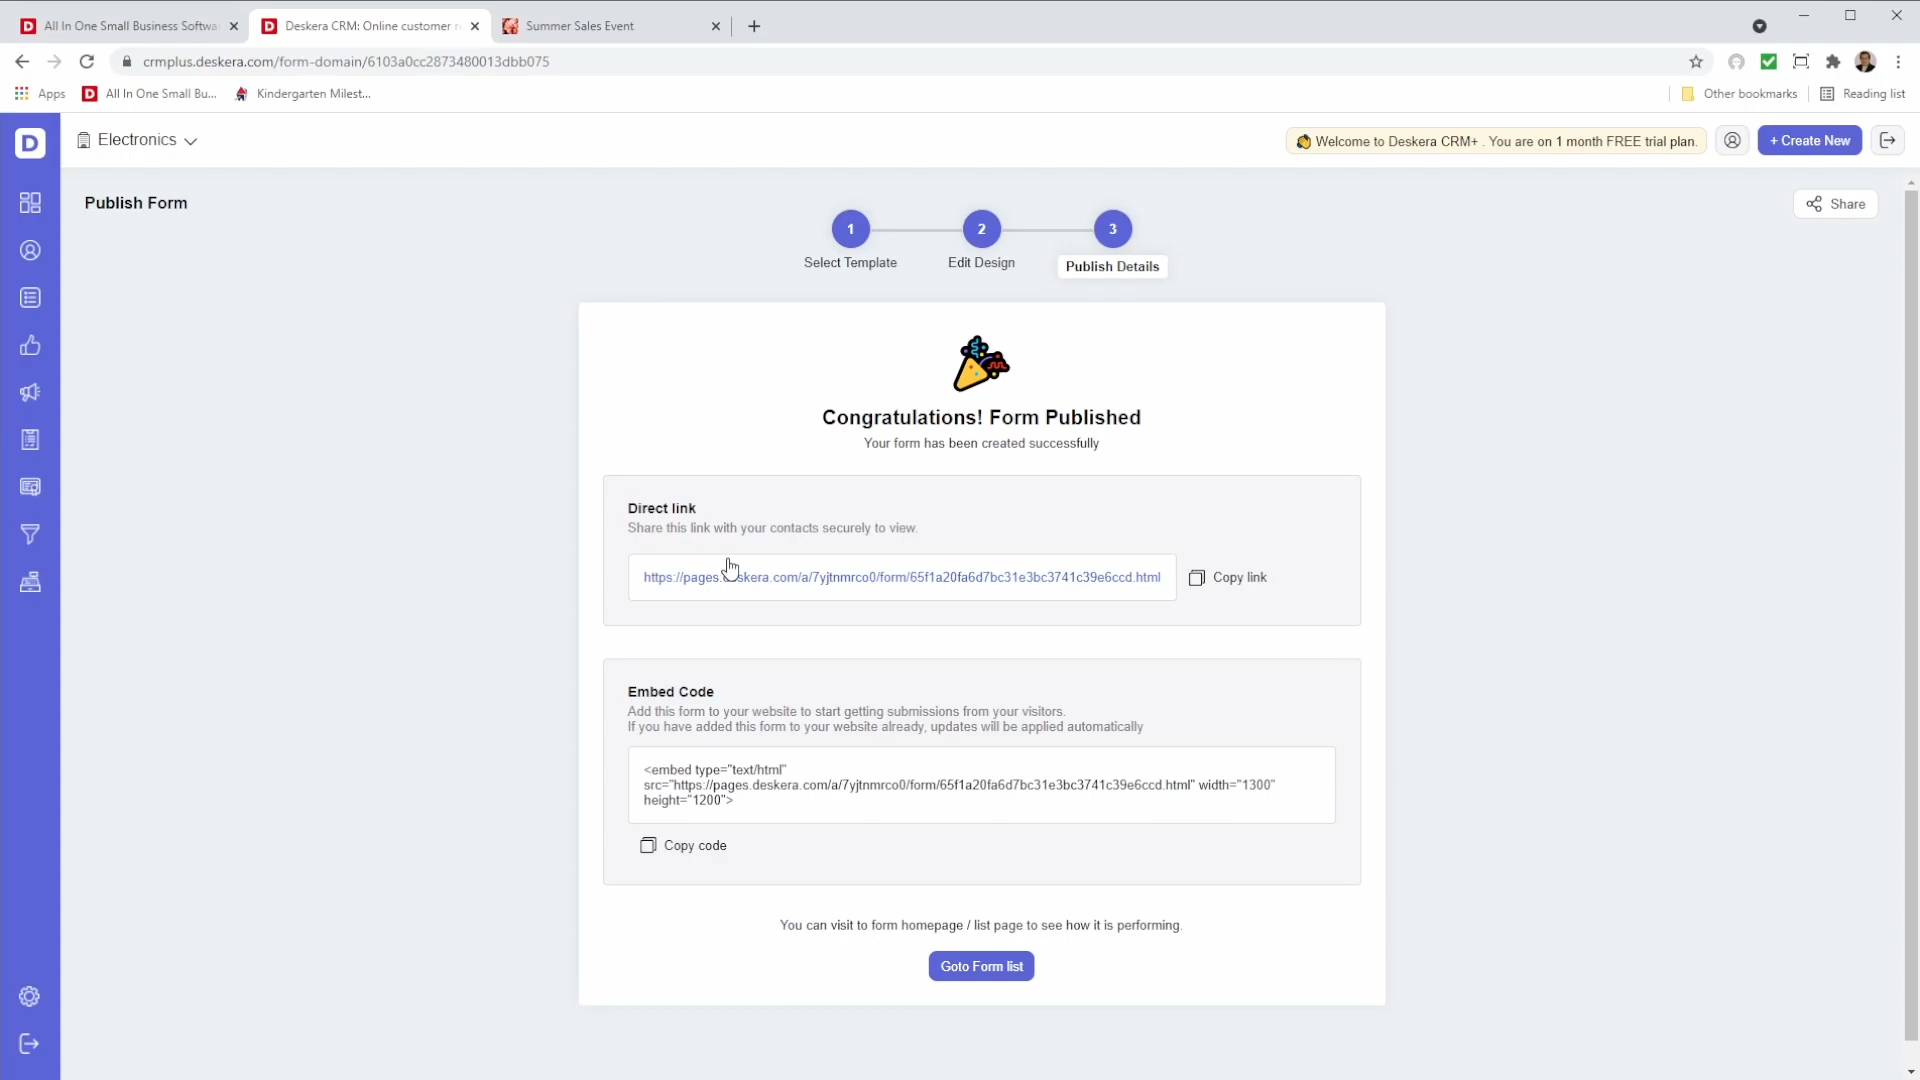 All In One Small Business Softwa
Deskera CRM: Online customer r
Summer Sales Event
crmplus.deskera.com/form-domain/6103a0cc2873480013dbb075
Apps
All In One Small Bu...
Kindergarten Milest...
Other bookmarks
Reading list
D
Electronics
Welcome to Deskera CRM+ . You are on 1 month FREE trial plan.
+ Create New
Publish Form
Share
1
2
3
Select Template
Edit Design
Publish Details
Congratulations! Form Published
Your form has been created successfully
Direct link
Share this link with your contacts securely to view.
https://pages.deskera.com/a/7yjtnmrco0/form/65f1a20fa6d7bc31e3bc3741c39e6ccd.html
Copy link
Embed Code
Add this form to your website to start getting submissions from your visitors.
If you have added this form to your website already, updates will be applied automatically
<embed type="text/html"
src="https://pages.deskera.com/a/7yjtnmrco0/form/65f1a20fa6d7bc31e3bc3741c39e6ccd.html" width="1300"
height="1200">
Copy code
You can visit to form homepage / list page to see how it is performing.
Goto Form list